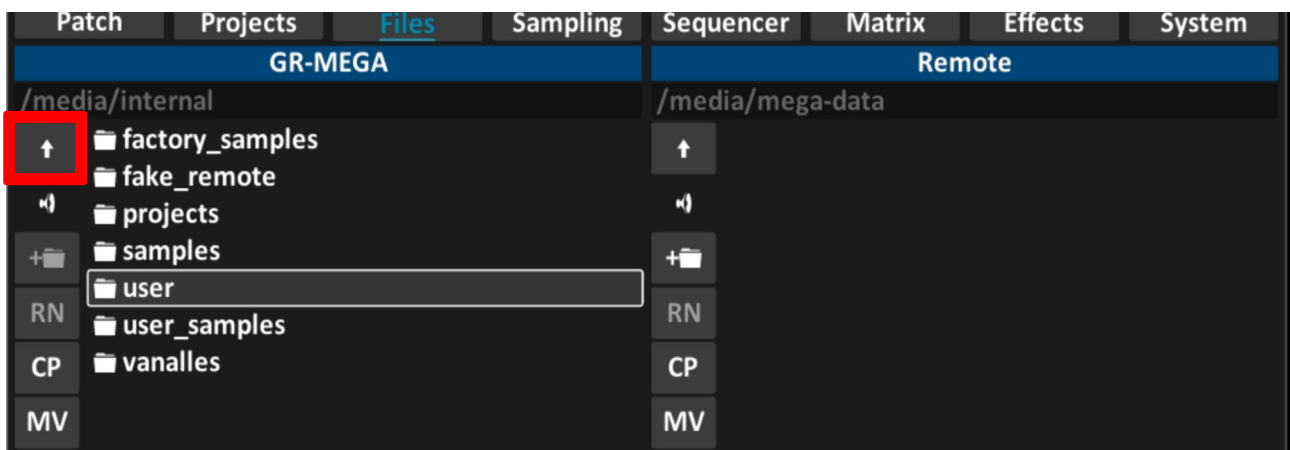 Patch Projects Files Sampling Sequencer Matrix Effects System
GR-MEGA
/media/internal
factory_samples
fake_remote
projects
samples
user
user_samples
vanalles
+
RN
CP
MV
Remote
/media/mega-data
+
RN
CP
MV